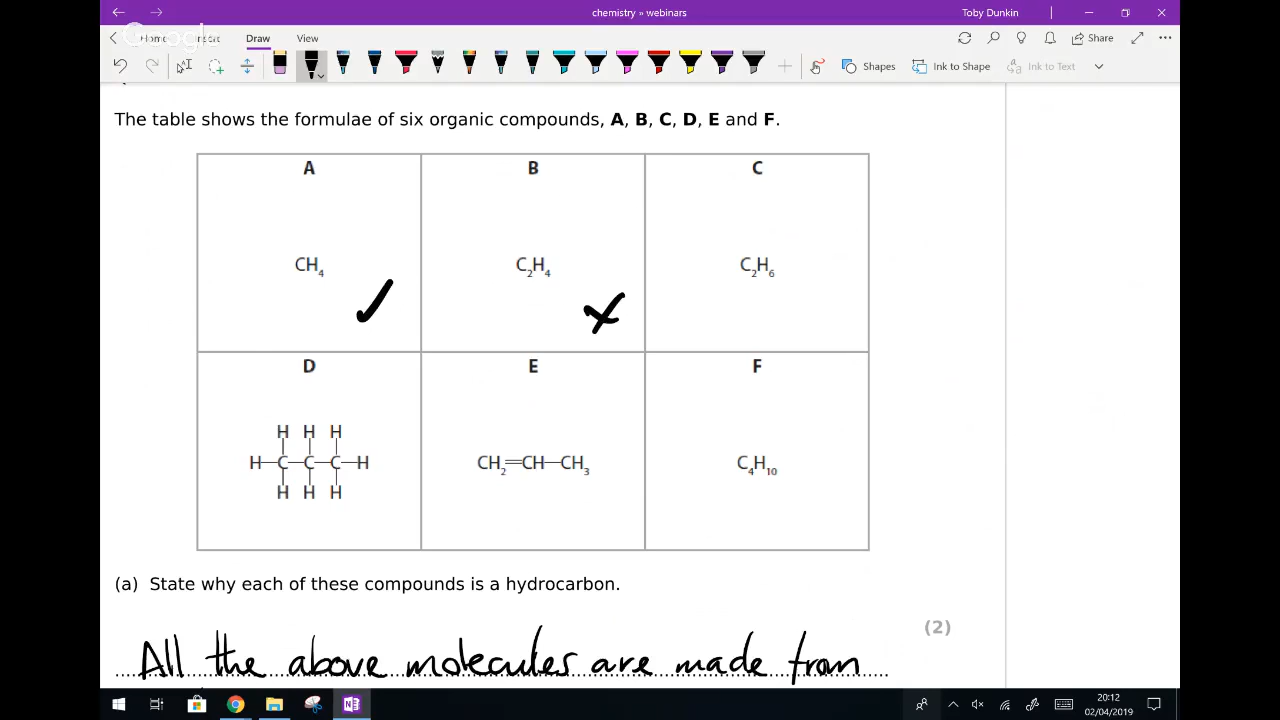 chemistry » webinars
Toby Dunkin
Google
Home
Insert
Draw
View
Share
Shapes
Ink to Shape
Ink to Text
The table shows the formulae of six organic compounds, A, B, C, D, E and F.
A
B
C
CH₄
C₂H₄
C₂H₆
D
E
F
H H H
H—C—C—C—H
H H H
CH₂=CH—CH₃
C₄H₁₀
(a) State why each of these compounds is a hydrocarbon.
(2)
All the above molecules are made from
20:12
02/04/2019